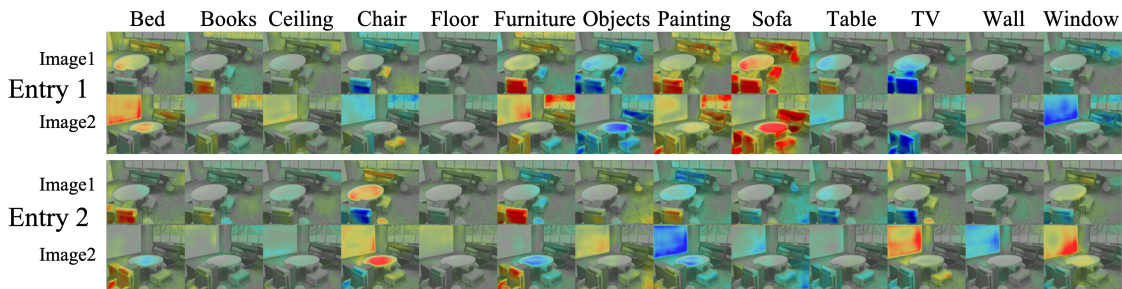 Bed Books Ceiling Chair Floor Furniture Objects Painting Sofa Table TV Wall Window
Image1
Entry 1
Image2
Image1
Entry 2
Image2